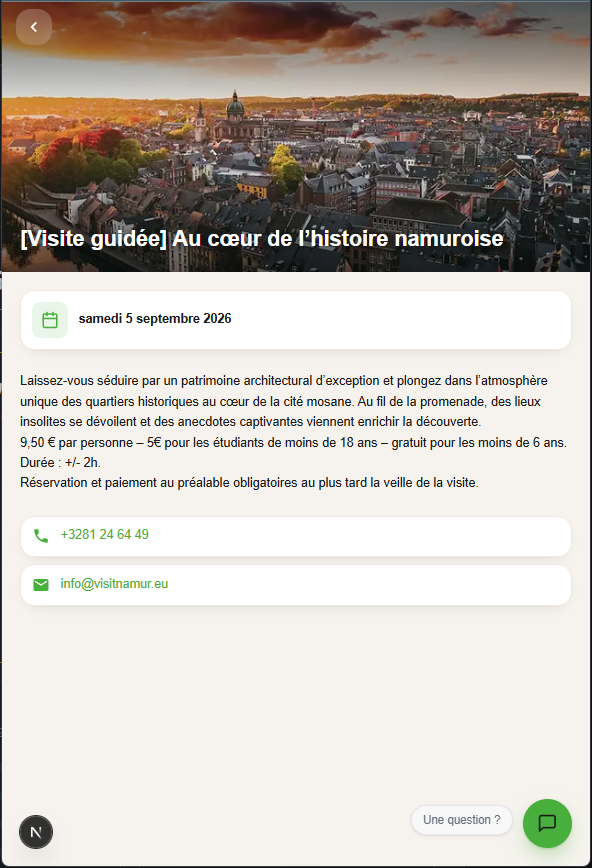 [Visite guidée] Au cœur de l’histoire namuroise
samedi 5 septembre 2026
Laissez-vous séduire par un patrimoine architectural d’exception et plongez dans l’atmosphère
unique des quartiers historiques au cœur de la cité mosane. Au fil de la promenade, des lieux
insolites se dévoilent et des anecdotes captivantes viennent enrichir la découverte.
9,50 € par personne – 5€ pour les étudiants de moins de 18 ans – gratuit pour les moins de 6 ans.
Durée : +/- 2h.
Réservation et paiement au préalable obligatoires au plus tard la veille de la visite.
+3281 24 64 49
info@visitnamur.eu
Une question ?
N